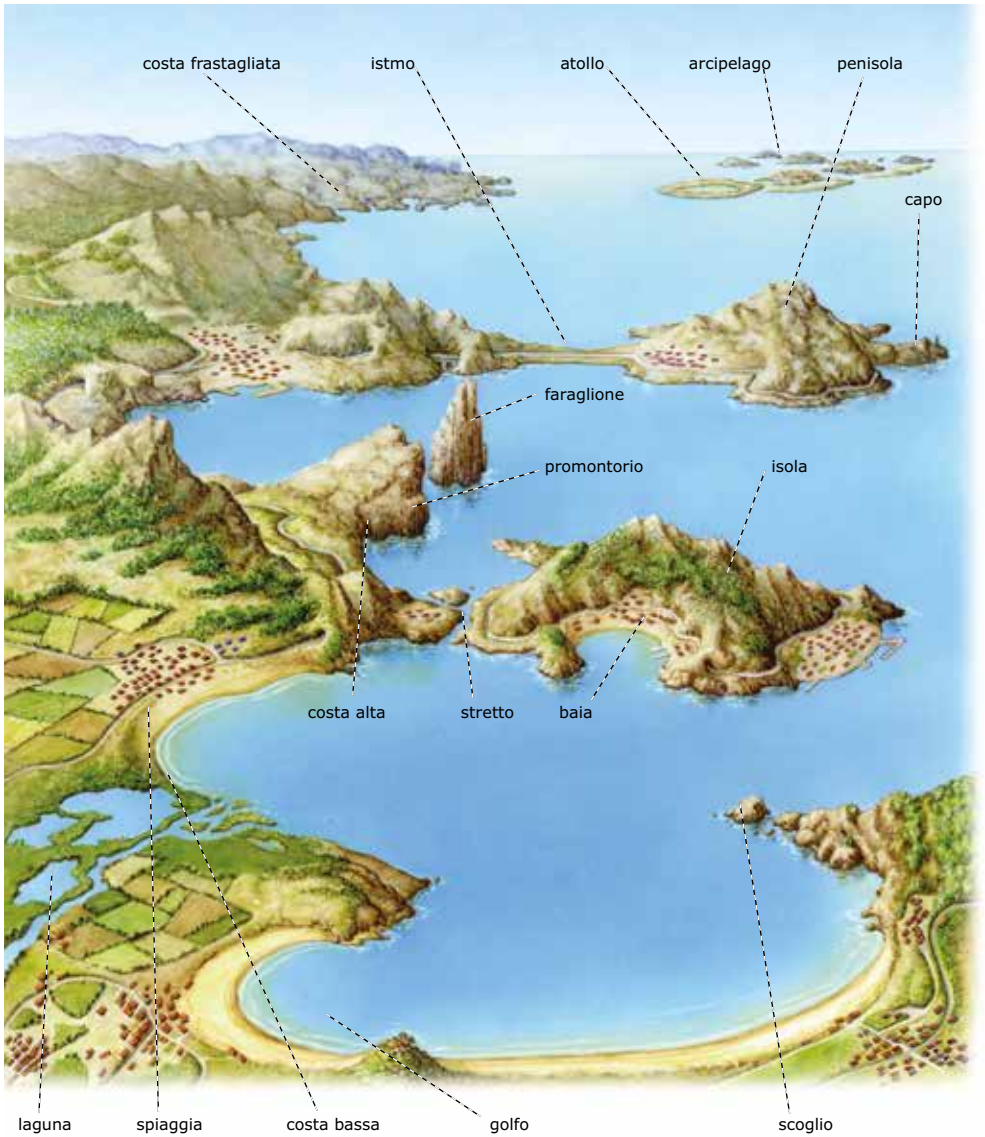 costa frastagliata istmo atollo arcipelago penisola
capo
faraglione
promontorio isola
costa alta stretto baia
laguna spiaggia costa bassa golfo scoglio